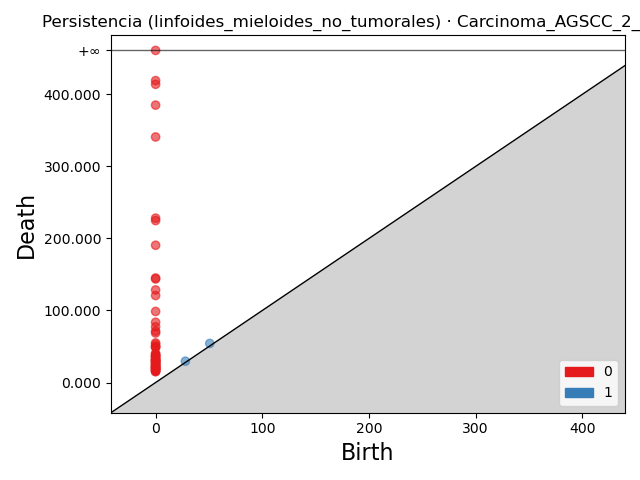 Persistencia (linfoides_mieloides_no_tumorales) · Carcinoma_AGSCC_2_
+∞
400.000
300.000
200.000
100.000
0.000
Death
0
1
0 100 200 300 400
Birth